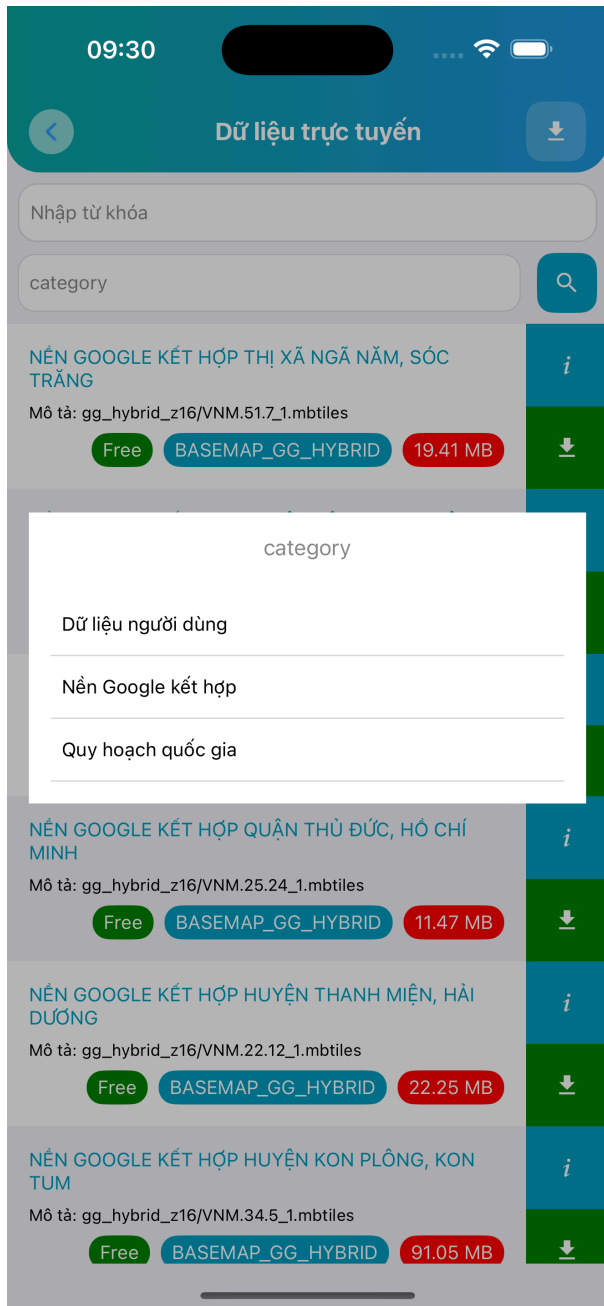 09:30
Dữ liệu trực tuyến
Nhập từ khóa
category
NỀN GOOGLE KẾT HỢP THỊ XÃ NGÃ NĂM, SÓC
TRĂNG
i
Mô tả: gg_hybrid_z16/VNM.51.7_1.mbtiles
Free BASEMAP_GG_HYBRID 19.41 MB
category
Dữ liệu người dùng
Nền Google kết hợp
Quy hoạch quốc gia
NỀN GOOGLE KẾT HỢP QUẬN THỦ ĐỨC, HỒ CHÍ
MINH
i
Mô tả: gg_hybrid_z16/VNM.25.24_1.mbtiles
Free BASEMAP_GG_HYBRID 11.47 MB
NỀN GOOGLE KẾT HỢP HUYỆN THANH MIỆN, HẢI
DƯƠNG
i
Mô tả: gg_hybrid_z16/VNM.22.12_1.mbtiles
Free BASEMAP_GG_HYBRID 22.25 MB
NỀN GOOGLE KẾT HỢP HUYỆN KON PLÔNG, KON
TUM
i
Mô tả: gg_hybrid_z16/VNM.34.5_1.mbtiles
Free BASEMAP_GG_HYBRID 91.05 MB